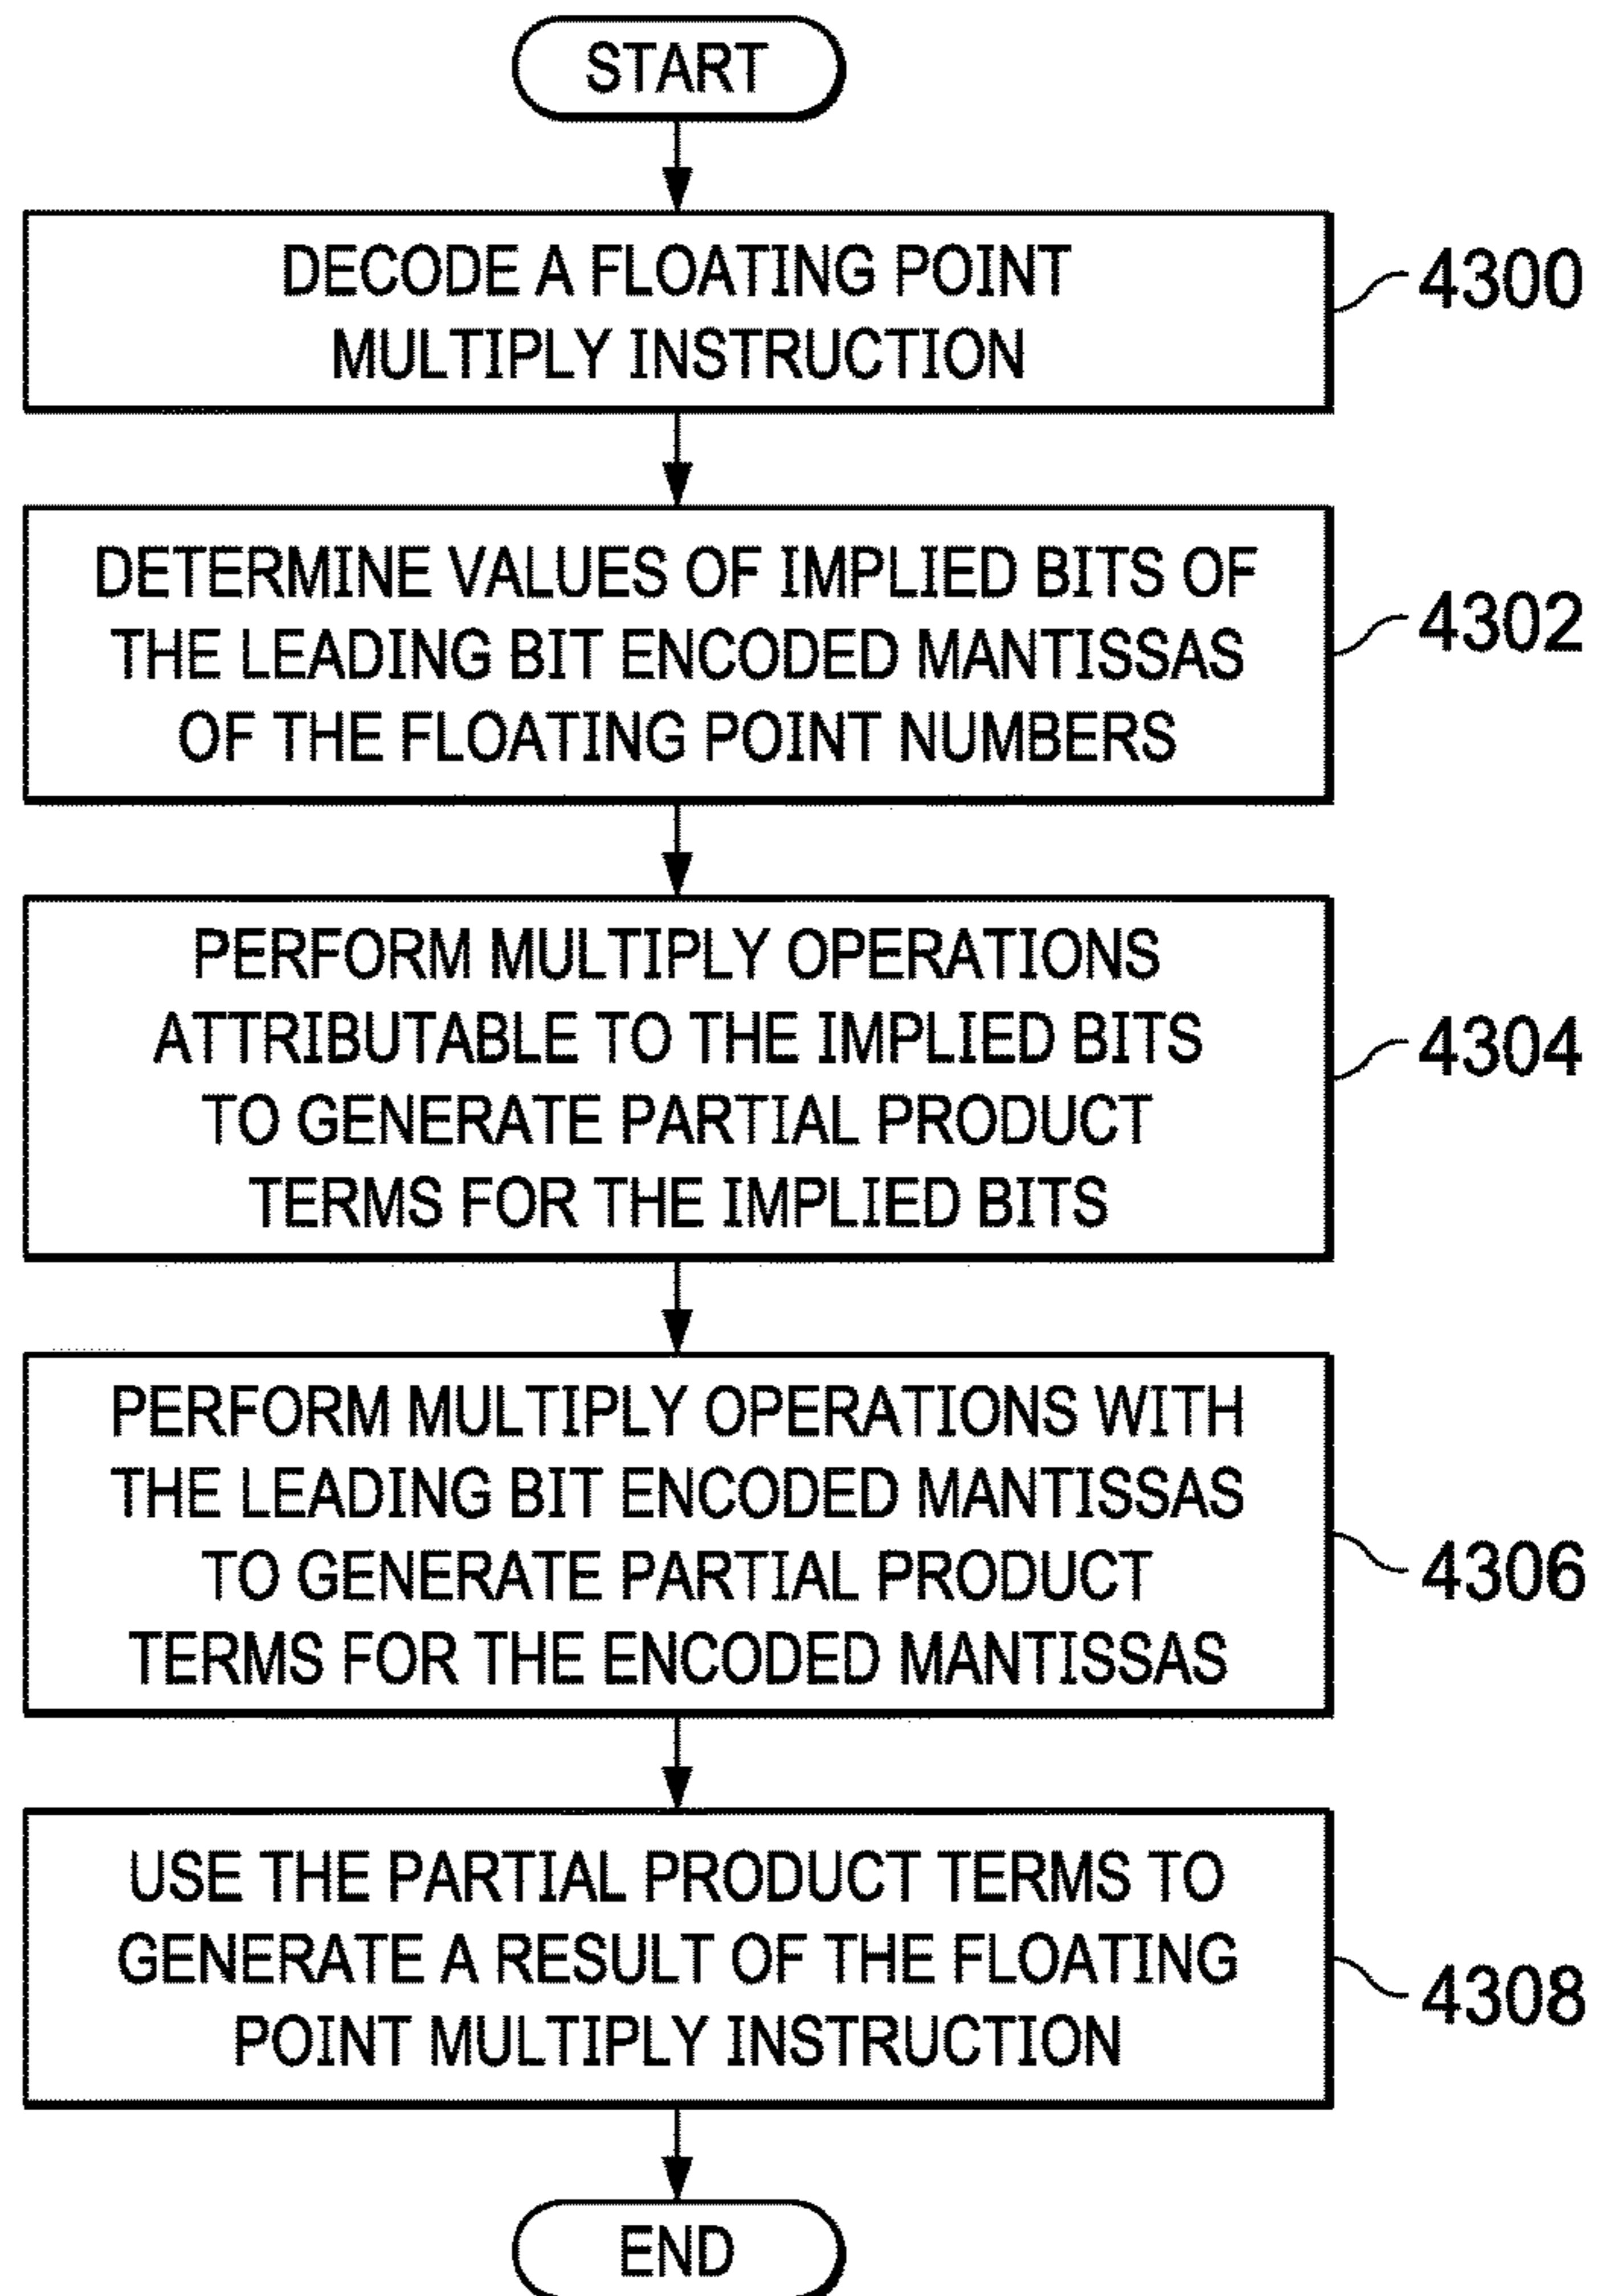 START
DECODE A FLOATING POINT
MULTIPLY INSTRUCTION
4300
DETERMINE VALUES OF IMPLIED BITS OF
THE LEADING BIT ENCODED MANTISSAS
OF THE FLOATING POINT NUMBERS
4302
PERFORM MULTIPLY OPERATIONS
ATTRIBUTABLE TO THE IMPLIED BITS
TO GENERATE PARTIAL PRODUCT
TERMS FOR THE IMPLIED BITS
4304
PERFORM MULTIPLY OPERATIONS WITH
THE LEADING BIT ENCODED MANTISSAS
TO GENERATE PARTIAL PRODUCT
TERMS FOR THE ENCODED MANTISSAS
4306
USE THE PARTIAL PRODUCT TERMS TO
GENERATE A RESULT OF THE FLOATING
POINT MULTIPLY INSTRUCTION
4308
END